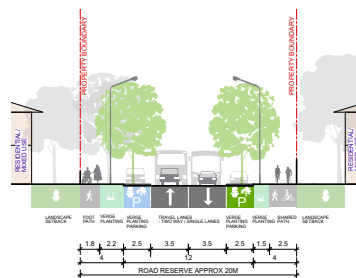 PROPERTY BOUNDARY
PROPERTY BOUNDARY
RESIDENTIAL/
MIXED USE
RESIDENTIAL
P
P
LANDSCAPE
SETBACK
FOOT
PATH
VERGE
PLANTING
VERGE
PLANTING
PARKING
TRAVEL LANES
- TWO WAY / SINGLE LANES
VERGE
PLANTING
PARKING
VERGE
PLANTING
SHARED
PATH
LANDSCAPE
SETBACK
1.8 2.2 2.5 3.5 3.5 2.5 1.5 2.5
4 12 4
ROAD RESERVE APPROX 20M